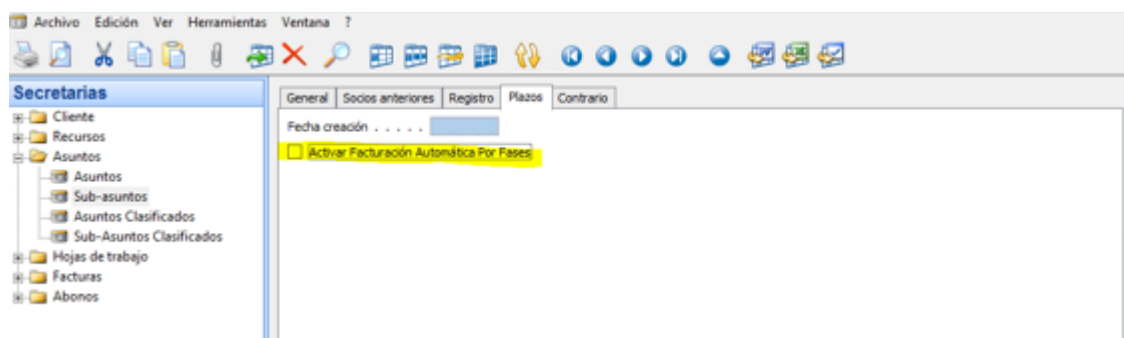 Archivo Edición Ver Herramientas Ventana ?
Secretarias
Cliente
Recursos
Asuntos
Asuntos
Sub-asuntos
Asuntos Clasificados
Sub-Asuntos Clasificados
Hojas de trabajo
Facturas
Abonos
General Socios anteriores Registro Plazos Contrario
Fecha creación . . . . .
Activar Facturación Automática Por Fases